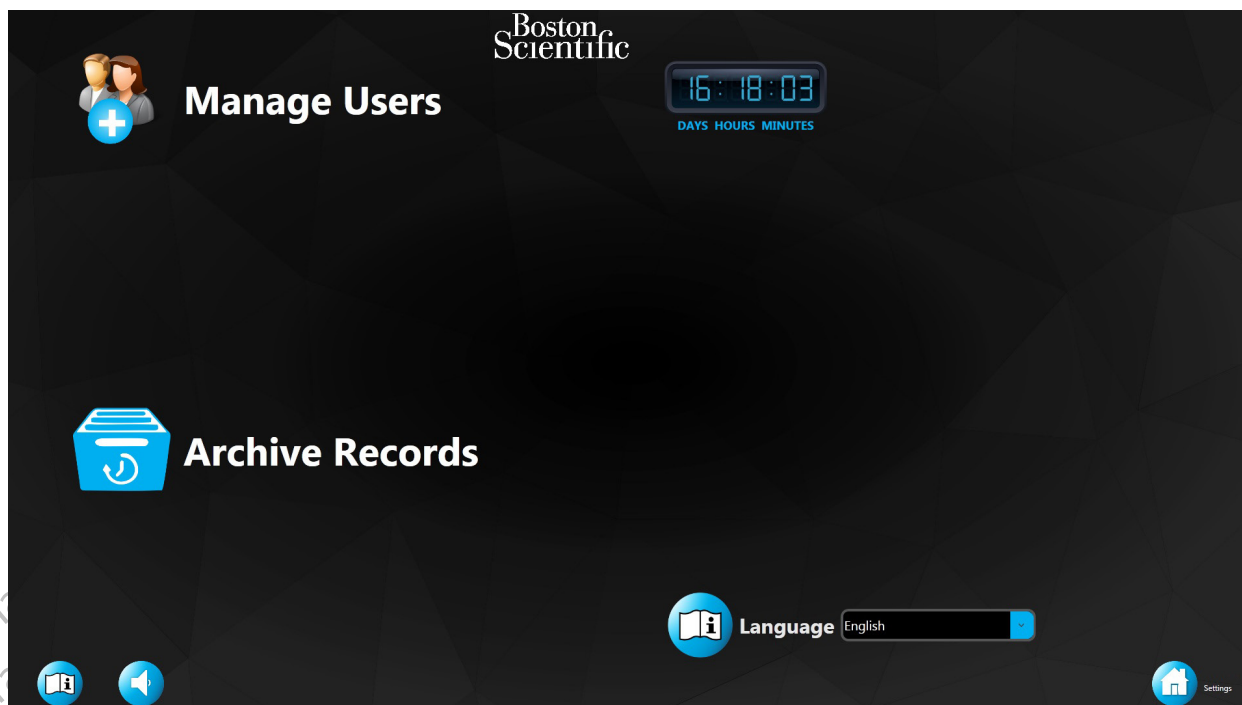 Boston
Scientific
Manage Users
16:18:03
DAYS HOURS MINUTES
Archive Records
Language English
Settings